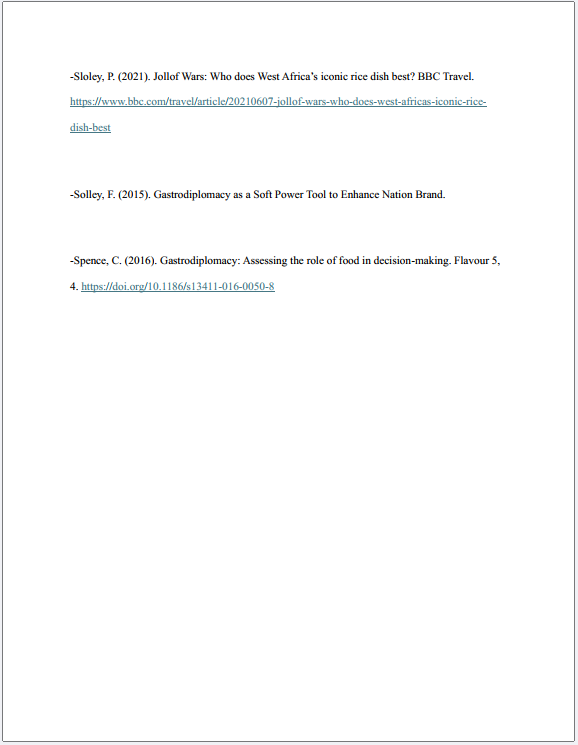 -Sloley, P. (2021). Jollof Wars: Who does West Africa’s iconic rice dish best? BBC Travel.
https://www.bbc.com/travel/article/20210607-jollof-wars-who-does-west-africas-iconic-rice-
dish-best
-Solley, F. (2015). Gastrodiplomacy as a Soft Power Tool to Enhance Nation Brand.
-Spence, C. (2016). Gastrodiplomacy: Assessing the role of food in decision-making. Flavour 5,
4. https://doi.org/10.1186/s13411-016-0050-8